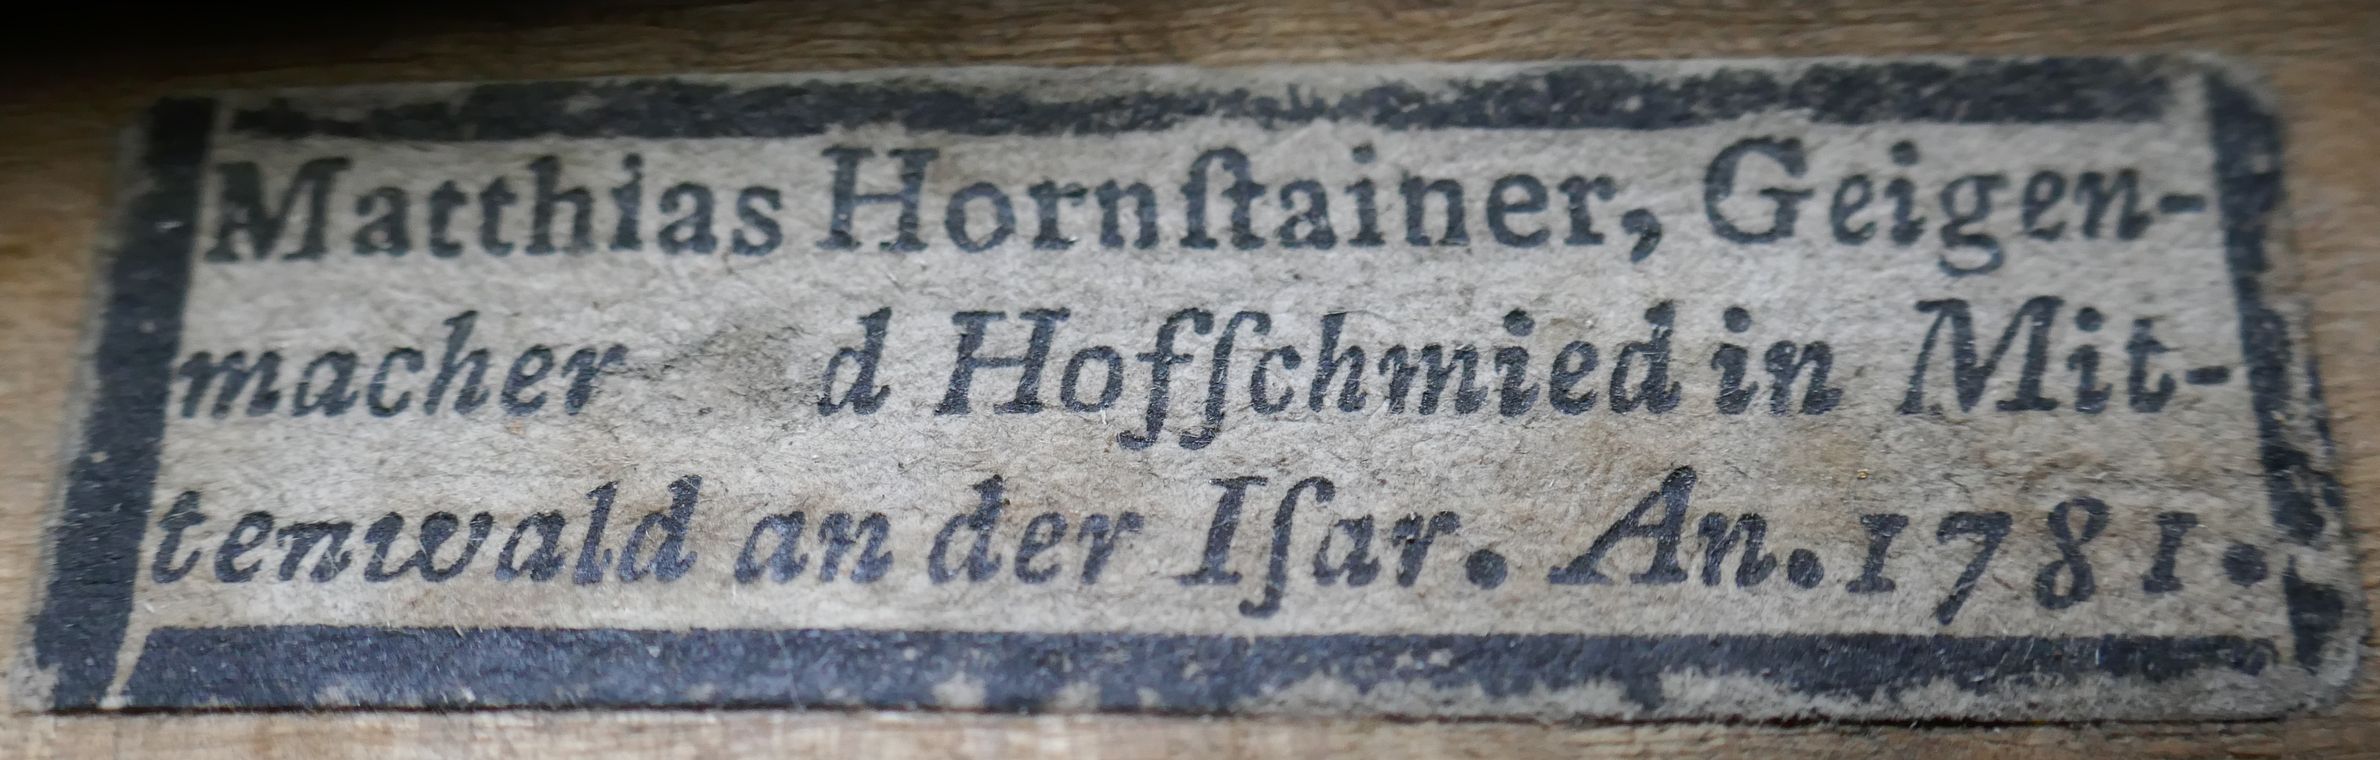 Matthias Hornſtainer, Geigen-
macher d Hofſchmied in Mit-
tenwald an der Iſar. An. 1781.